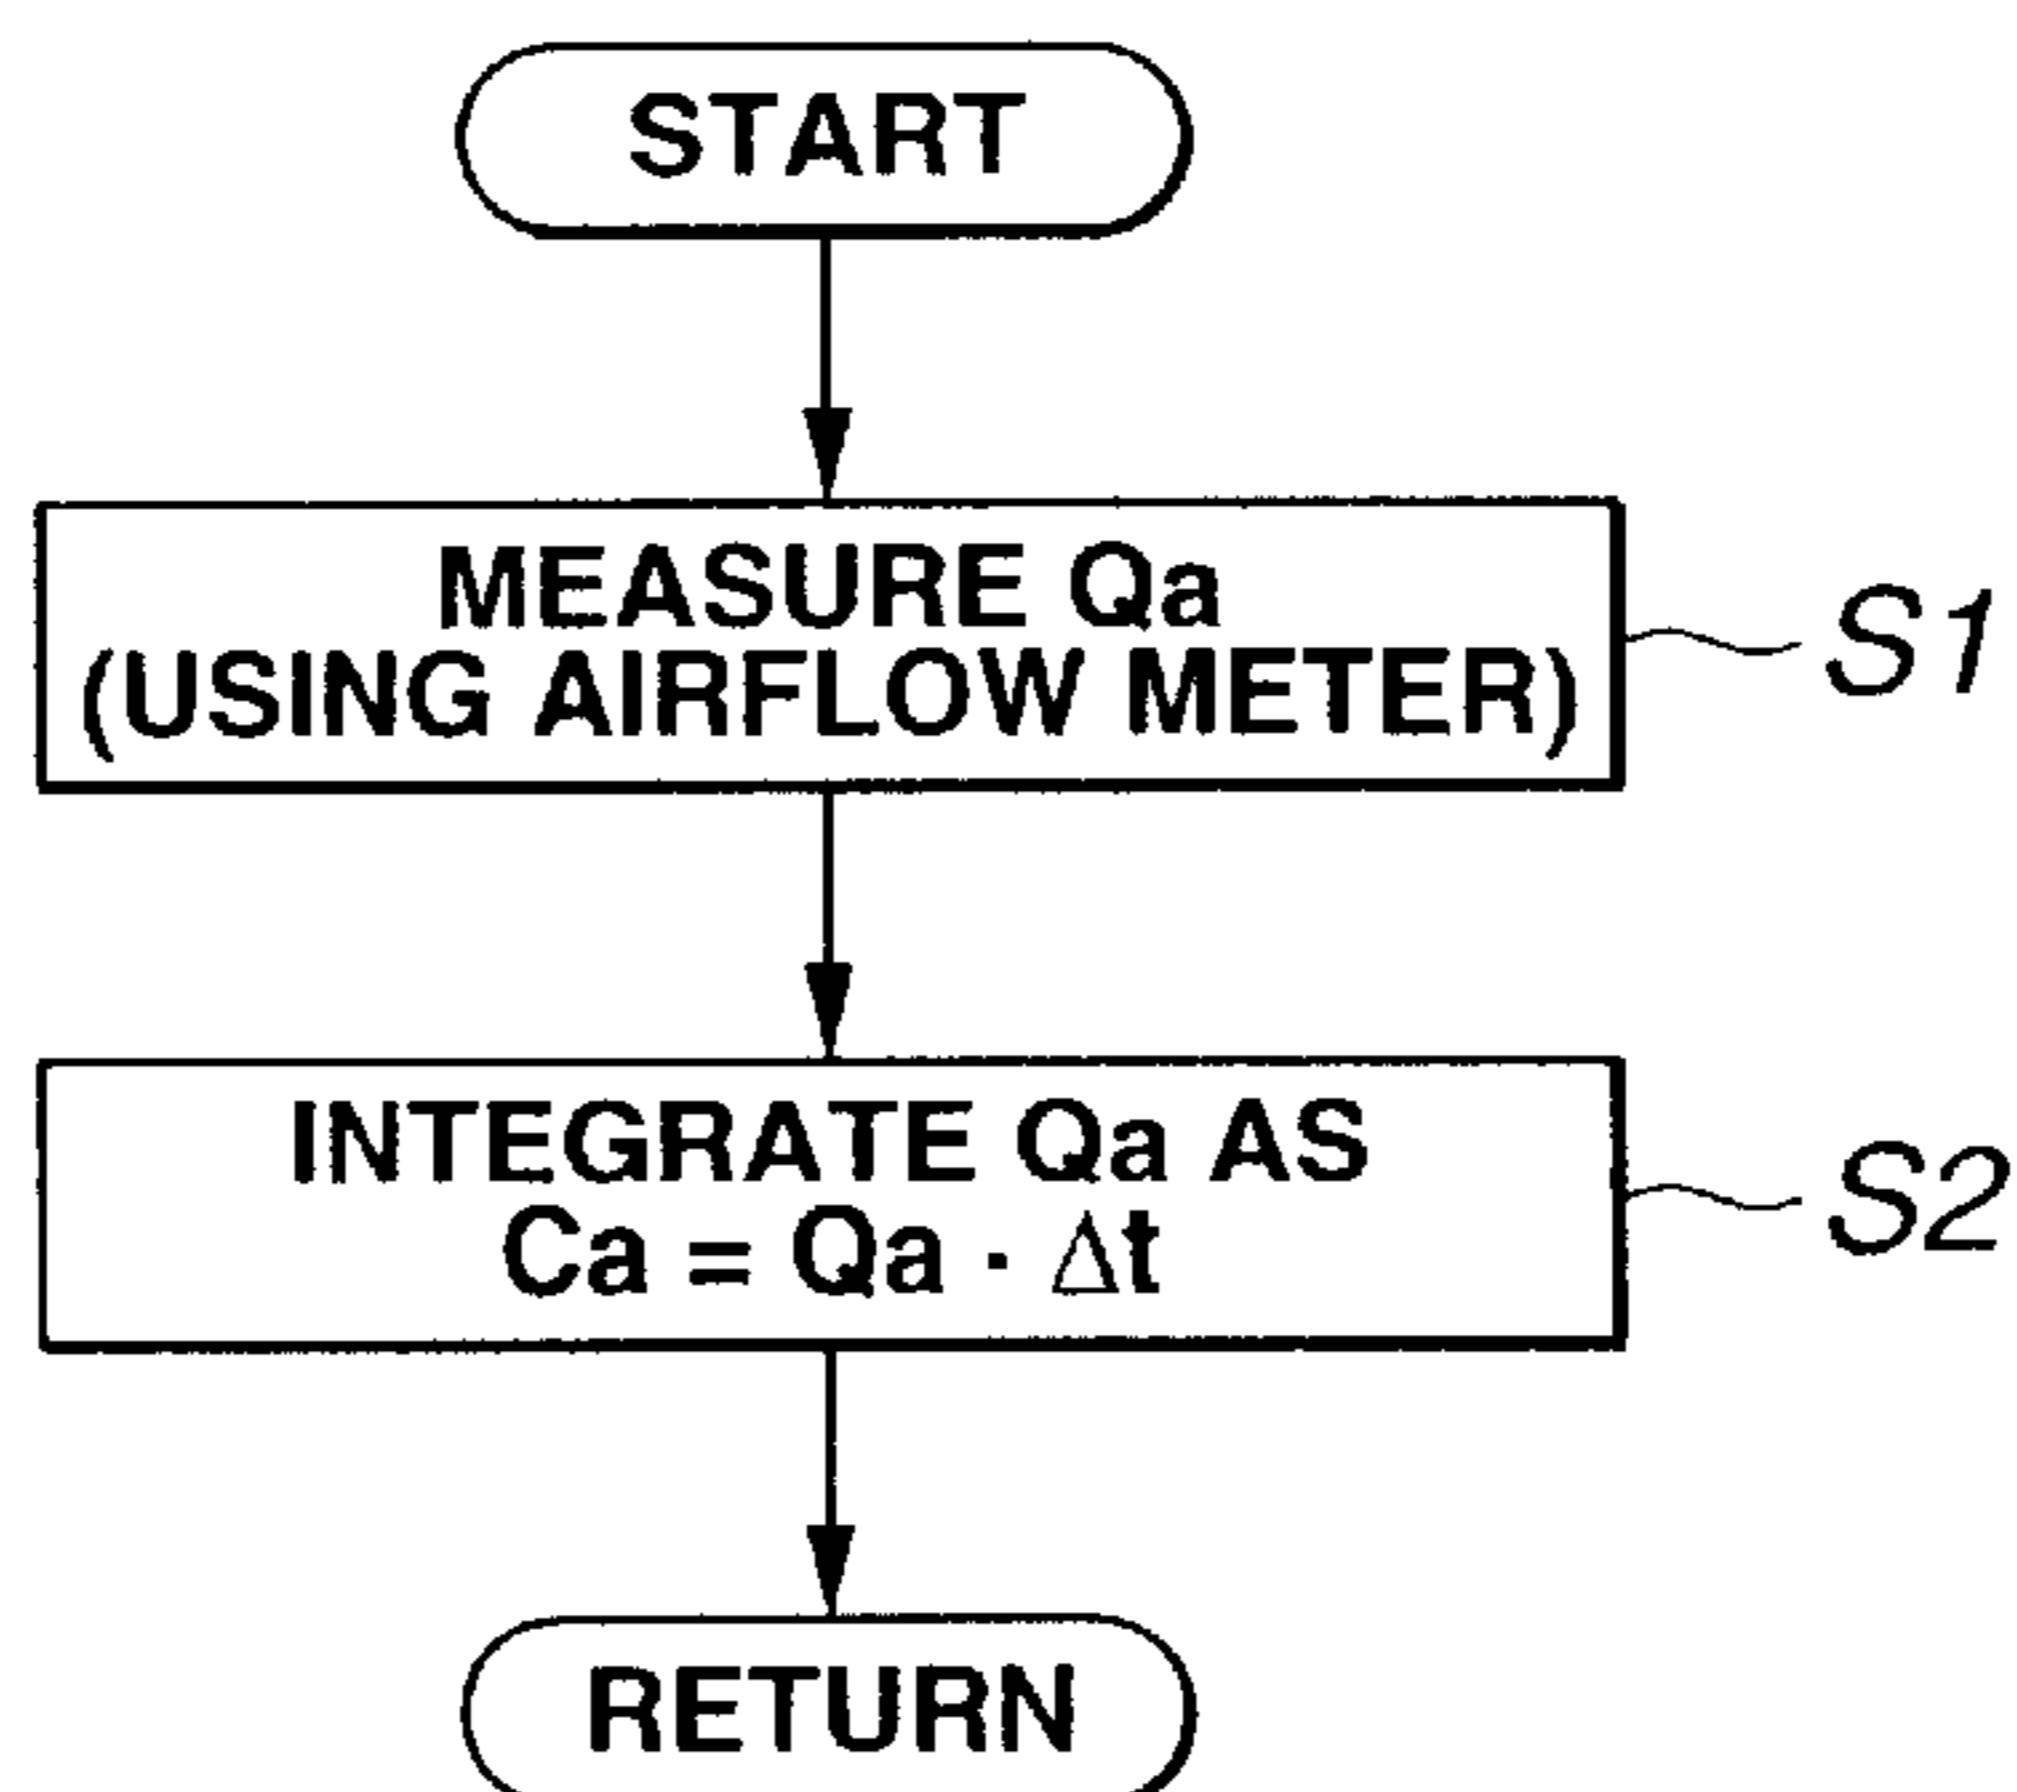 START
MEASURE Qa
(USING AIRFLOW METER)
S1
INTEGRATE Qa AS
Ca = Qa · Δt
S2
RETURN